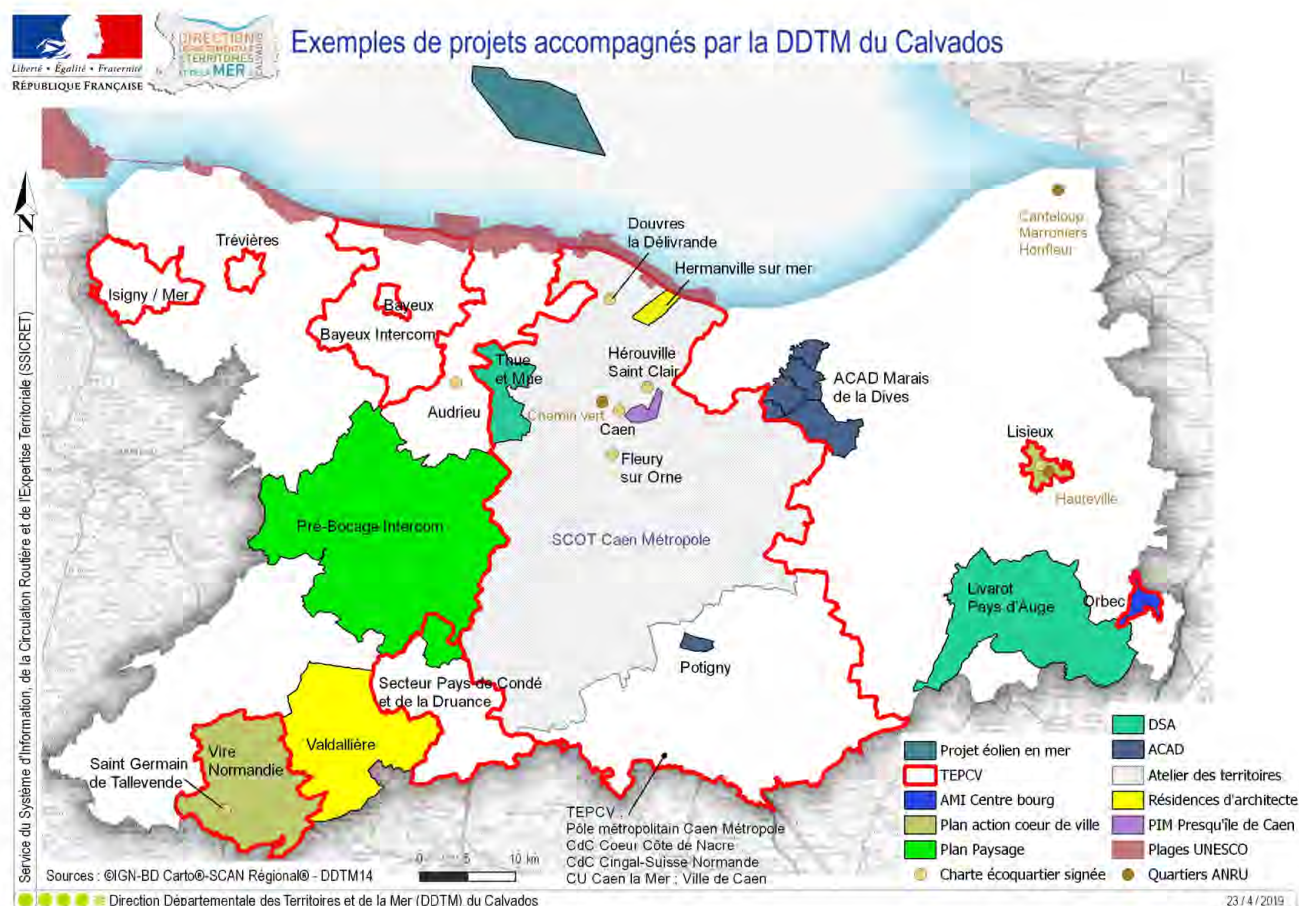 Liberté • Égalité • Fraternité
RÉPUBLIQUE FRANÇAISE
DIRECTION
DÉPARTEMENTALE DES
TERRITOIRES
ET DE LA MER
CALVADOS
Exemples de projets accompagnés par la DDTM du Calvados
N
Canteloup
Marroniers
Honfleur
Douvres
la Délivrande
Hermanville sur mer
Trévières
Isigny / Mer
Bayeux
Bayeux Intercom
Thue
et Mue
Hérouville
Saint Clair
ACAD Marais
de la Dives
Audrieu
Chemin vert
Caen
Fleury
sur Orne
Lisieux
Hauteville
Pré-Bocage Intercom
SCOT Caen Métropole
Livarot
Pays d'Auge
Orbec
Potigny
Secteur Pays de Condé
et de la Druance
Valdallière
Vire
Normandie
Saint Germain
de Tallevende
TEPCV :
Pôle métropolitain Caen Métropole
CdC Coeur Côte de Nacre
CdC Cingal-Suisse Normande
CU Caen la Mer ; Ville de Caen
0 5 10 km
Projet éolien en mer
TEPCV
AMI Centre bourg
Plan action coeur de ville
Plan Paysage
Charte écoquartier signée
DSA
ACAD
Atelier des territoires
Résidences d'architecte
PIM Presqu'île de Caen
Plages UNESCO
Quartiers ANRU
Service du Système d'Information, de la Circulation Routière et de l'Expertise Territoriale (SSICRET)
Sources : ©IGN-BD Carto®-SCAN Régional® - DDTM14
Direction Départementale des Territoires et de la Mer (DDTM) du Calvados
23 / 4 / 2019